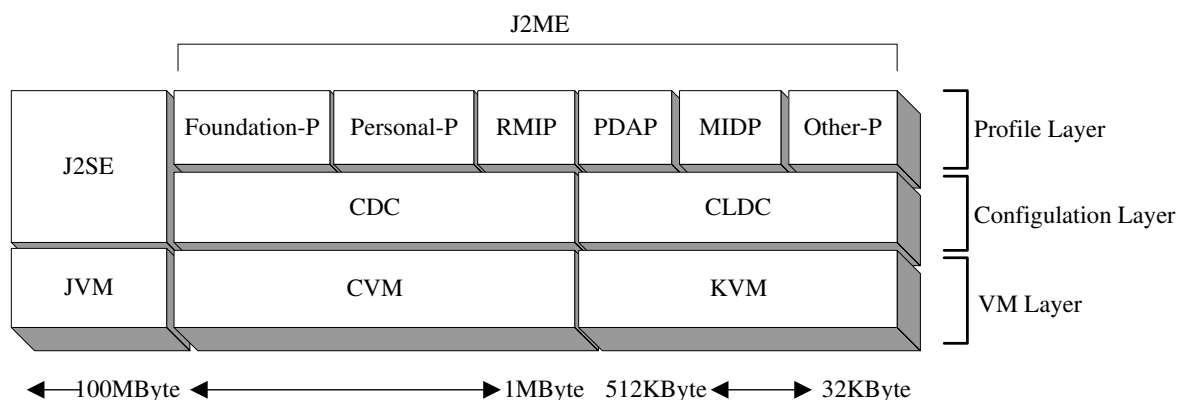 J2ME
Foundation-P
Personal-P
RMIP
PDAP
MIDP
Other-P
Profile Layer
J2SE
CDC
CLDC
Configulation Layer
JVM
CVM
KVM
VM Layer
100MByte
1MByte
512KByte
32KByte